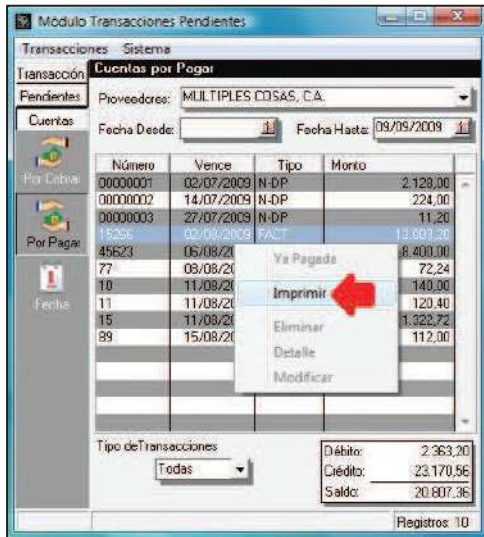 Módulo Transacciones Pendientes
Transacciones Sistema
Transacción
Pendientes
Cuentas
Por Cobrar
Por Pagar
Fecha
Cuentas por Pagar
Proveedores: MULTIPLES COSAS, C.A.
Fecha Desde: Fecha Hasta: 09/09/2009
Número Vence Tipo Monto
00000001 02/07/2009 N-DP 2.128,00
00000002 14/07/2009 N-DP 224,00
00000003 27/07/2009 N-DP 11,20
15266 02/08/2009 FACT
45623 06/08/20 8.400,00
77 08/08/20 72,24
10 11/08/20 140,00
11 11/08/20 120,40
15 11/08/20 1.322,72
89 15/08/20 112,00
Ya Pagada
Imprimir
Eliminar
Detalle
Modificar
Tipo de Transacciones
Todas
Débito: 2.363,20
Crédito: 23.170,56
Saldo: 20.807,36
Registros: 10